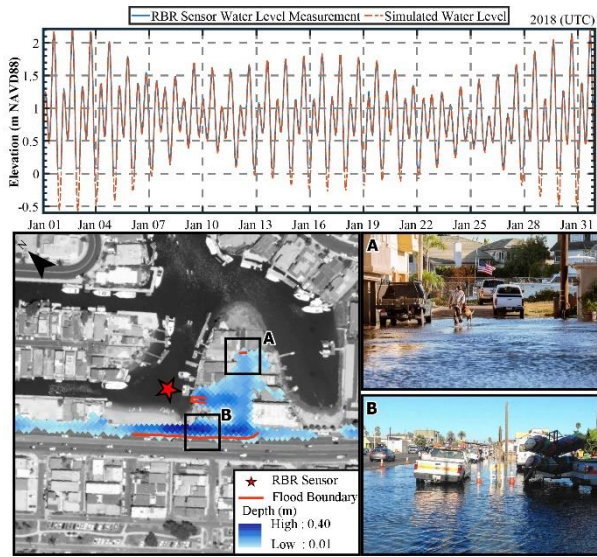 RBR Sensor Water Level Measurement Simulated Water Level 2018 (UTC)
Elevation (m NAVD88)
2
1.5
1
0.5
0
-0.5
Jan 01 Jan 04 Jan 07 Jan 10 Jan 13 Jan 16 Jan 19 Jan 22 Jan 25 Jan 28 Jan 31
N
A
B
RBR Sensor
Flood Boundary
Depth (m)
High : 0.40
Low : 0.01
A
B